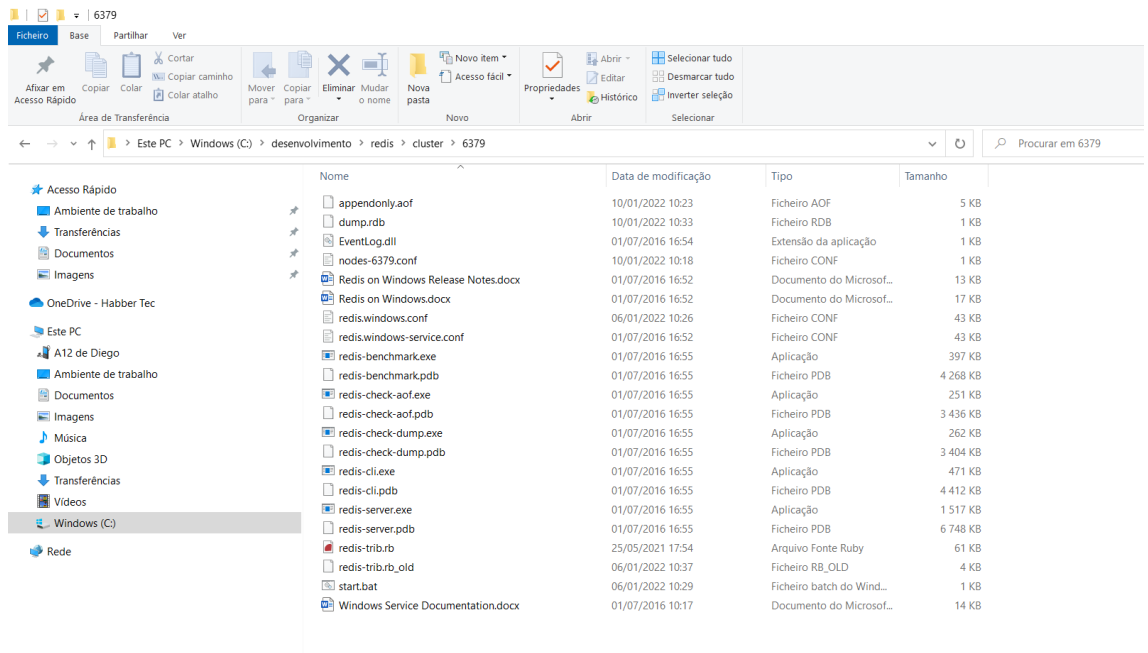 6379
Ficheiro Base Partilhar Ver
Afixar em Acesso Rápido
Copiar
Colar
Cortar
Copiar caminho
Colar atalho
Área de Transferência
Mover para
Copiar para
Eliminar
Mudar o nome
Organizar
Nova pasta
Novo item
Acesso fácil
Novo
Propriedades
Abrir
Editar
Histórico
Abrir
Selecionar tudo
Desmarcar tudo
Inverter seleção
Selecionar
Este PC > Windows (C:) > desenvolvimento > redis > cluster > 6379
Procurar em 6379
Acesso Rápido
Ambiente de trabalho
Transferências
Documentos
Imagens
OneDrive - Habber Tec
Este PC
A12 de Diego
Ambiente de trabalho
Documentos
Imagens
Música
Objetos 3D
Transferências
Vídeos
Windows (C:)
Rede
Nome Data de modificação Tipo Tamanho
appendonly.aof 10/01/2022 10:23 Ficheiro AOF 5 KB
dump.rdb 10/01/2022 10:33 Ficheiro RDB 1 KB
EventLog.dll 01/07/2016 16:54 Extensão da aplicação 1 KB
nodes-6379.conf 10/01/2022 10:18 Ficheiro CONF 1 KB
Redis on Windows Release Notes.docx 01/07/2016 16:52 Documento do Microsof... 13 KB
Redis on Windows.docx 01/07/2016 16:52 Documento do Microsof... 17 KB
redis.windows.conf 06/01/2022 10:26 Ficheiro CONF 43 KB
redis.windows-service.conf 01/07/2016 16:52 Ficheiro CONF 43 KB
redis-benchmark.exe 01/07/2016 16:55 Aplicação 397 KB
redis-benchmark.pdb 01/07/2016 16:55 Ficheiro PDB 4 268 KB
redis-check-aof.exe 01/07/2016 16:55 Aplicação 251 KB
redis-check-aof.pdb 01/07/2016 16:55 Ficheiro PDB 3 436 KB
redis-check-dump.exe 01/07/2016 16:55 Aplicação 262 KB
redis-check-dump.pdb 01/07/2016 16:55 Ficheiro PDB 3 404 KB
redis-cli.exe 01/07/2016 16:55 Aplicação 471 KB
redis-cli.pdb 01/07/2016 16:55 Ficheiro PDB 4 412 KB
redis-server.exe 01/07/2016 16:55 Aplicação 1 517 KB
redis-server.pdb 01/07/2016 16:55 Ficheiro PDB 6 748 KB
redis-trib.rb 25/05/2021 17:54 Arquivo Fonte Ruby 61 KB
redis-trib.rb_old 06/01/2022 10:37 Ficheiro RB_OLD 4 KB
start.bat 06/01/2022 10:29 Ficheiro batch do Wind... 1 KB
Windows Service Documentation.docx 01/07/2016 10:17 Documento do Microsof... 14 KB